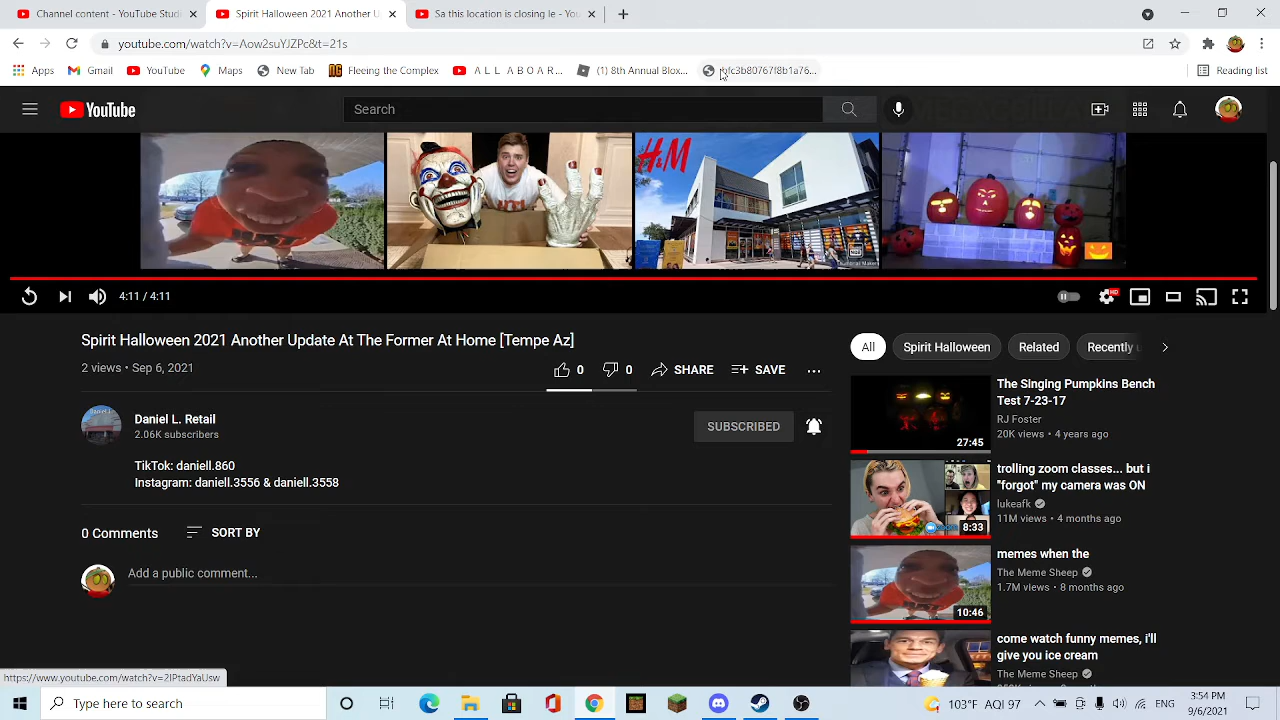 Channel content - YouTube Stud
Spirit Halloween 2021 Another U
Sa this location is closing le - You
youtube.com/watch?v=Aow2suYJZPc&t=21s
Apps
Gmail
YouTube
Maps
New Tab
Fleeing the Complex
A L L A B O A R...
(1) 8th Annual Blox...
Reading list
YouTube
Search
H&M
4:11 / 4:11
HD
Spirit Halloween 2021 Another Update At The Former At Home [Tempe Az]
2 views • Sep 6, 2021
0
0
SHARE
SAVE
Daniel L. Retail
2.06K subscribers
SUBSCRIBED
TikTok: daniell.860
Instagram: daniell.3556 & daniell.3558
0 Comments
SORT BY
Add a public comment...
All
Spirit Halloween
Related
Recently u
The Singing Pumpkins Bench
Test 7-23-17
RJ Foster
20K views • 4 years ago
27:45
trolling zoom classes... but i
"forgot" my camera was ON
lukeafk
11M views • 4 months ago
8:33
memes when the
The Meme Sheep
1.7M views • 8 months ago
10:46
come watch funny memes, i'll
give you ice cream
The Meme Sheep
https://www.youtube.com/watch?v=2IPtsdYaUsw
Type here to search
103°F AQI 97
3:54 PM
9/6/2021
2